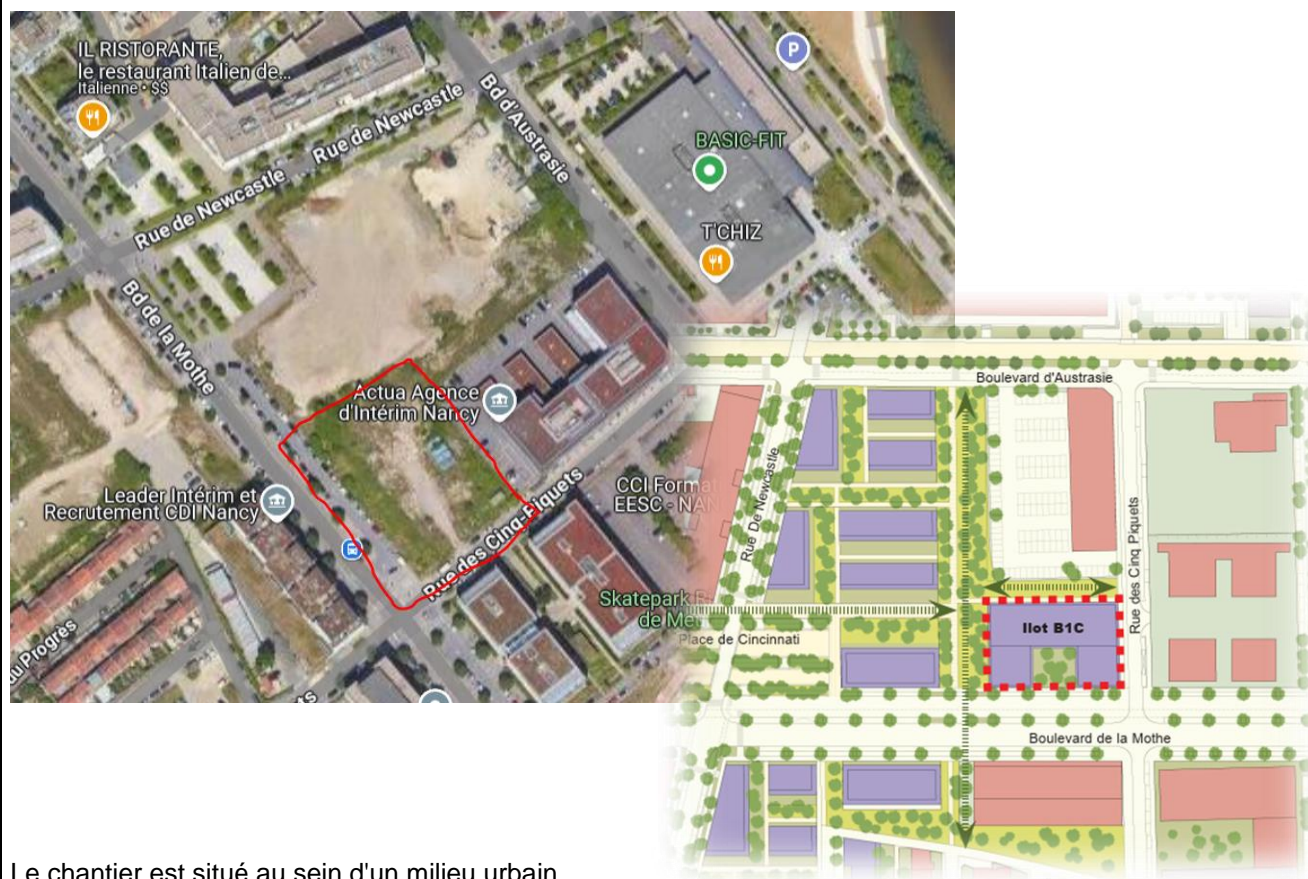 IL RISTORANTE,
le restaurant Italien de...
Italienne • $$
P
Bd d'Austrasie
Rue de Newcastle
BASIC-FIT
Rue de Newcastle
T'CHIZ
Bd de la Mothe
Actua Agence
d'Intérim Nancy
Leader Intérim et
Recrutement CDI Nancy
Rue des Cinq-Piquets
CCI Format
EESC - NAN
Skatepark
de Met
Boulevard d'Austrasie
Rue De Newcastle
Rue des Cinq Piquets
Ilot B1C
Place de Cincinnati
Boulevard de la Mothe
du Progrès
Le chantier est situé au sein d'un milieu urbain